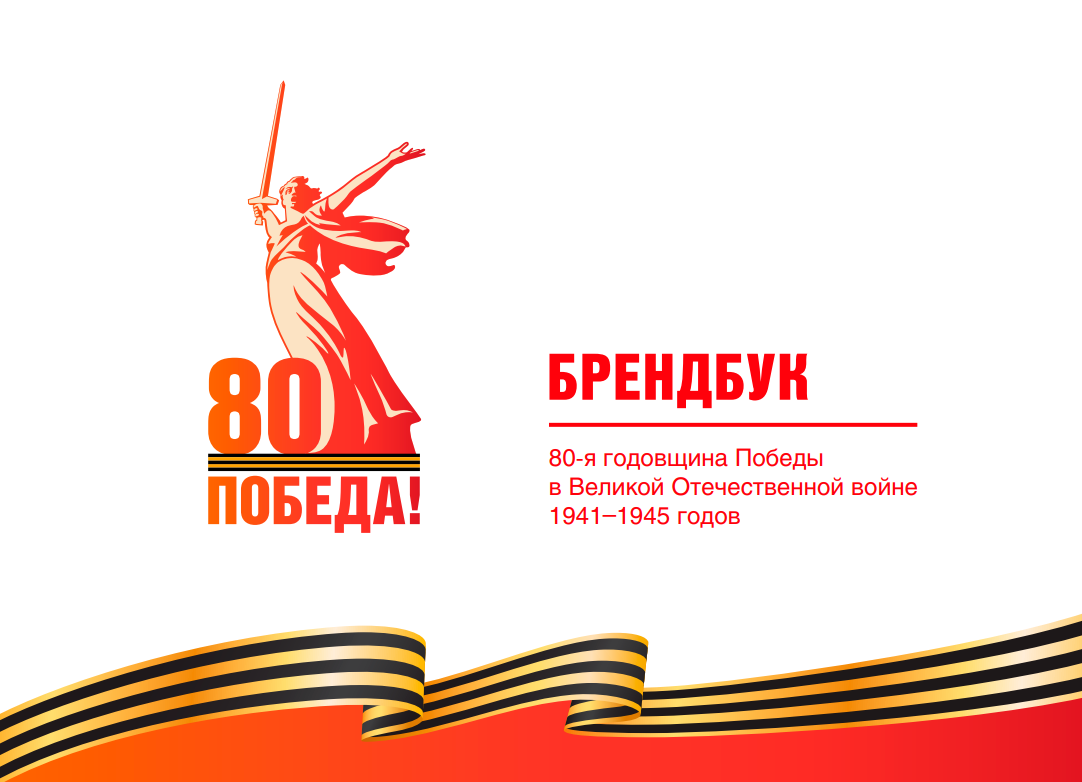 80
ПОБЕДА!
БРЕНДБУК
80-я годовщина Победы
в Великой Отечественной войне
1941–1945 годов